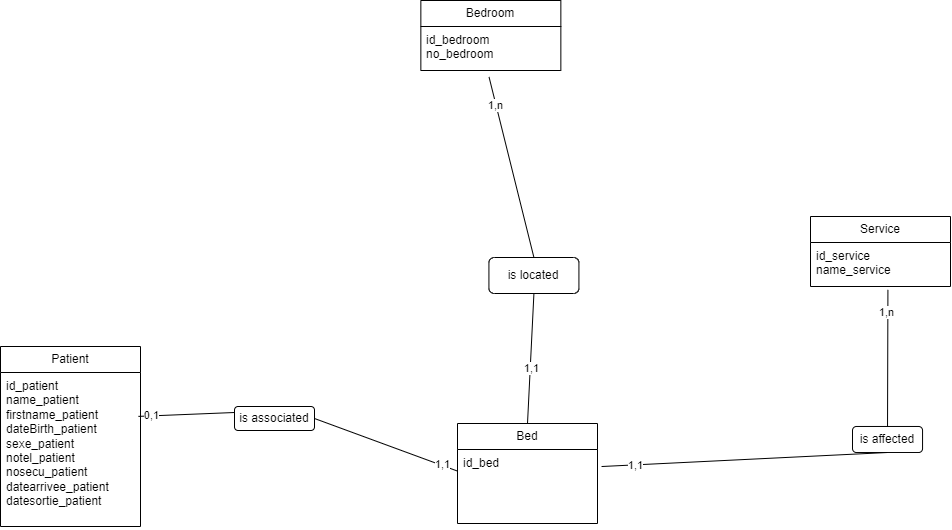 Bedroom
id_bedroom
no_bedroom
1,n
is located
1,1
Service
id_service
name_service
1,n
is affected
1,1
Patient
id_patient
name_patient
firstname_patient
dateBirth_patient
sexe_patient
notel_patient
nosecu_patient
datearrivee_patient
datesortie_patient
0,1
is associated
1,1
Bed
id_bed